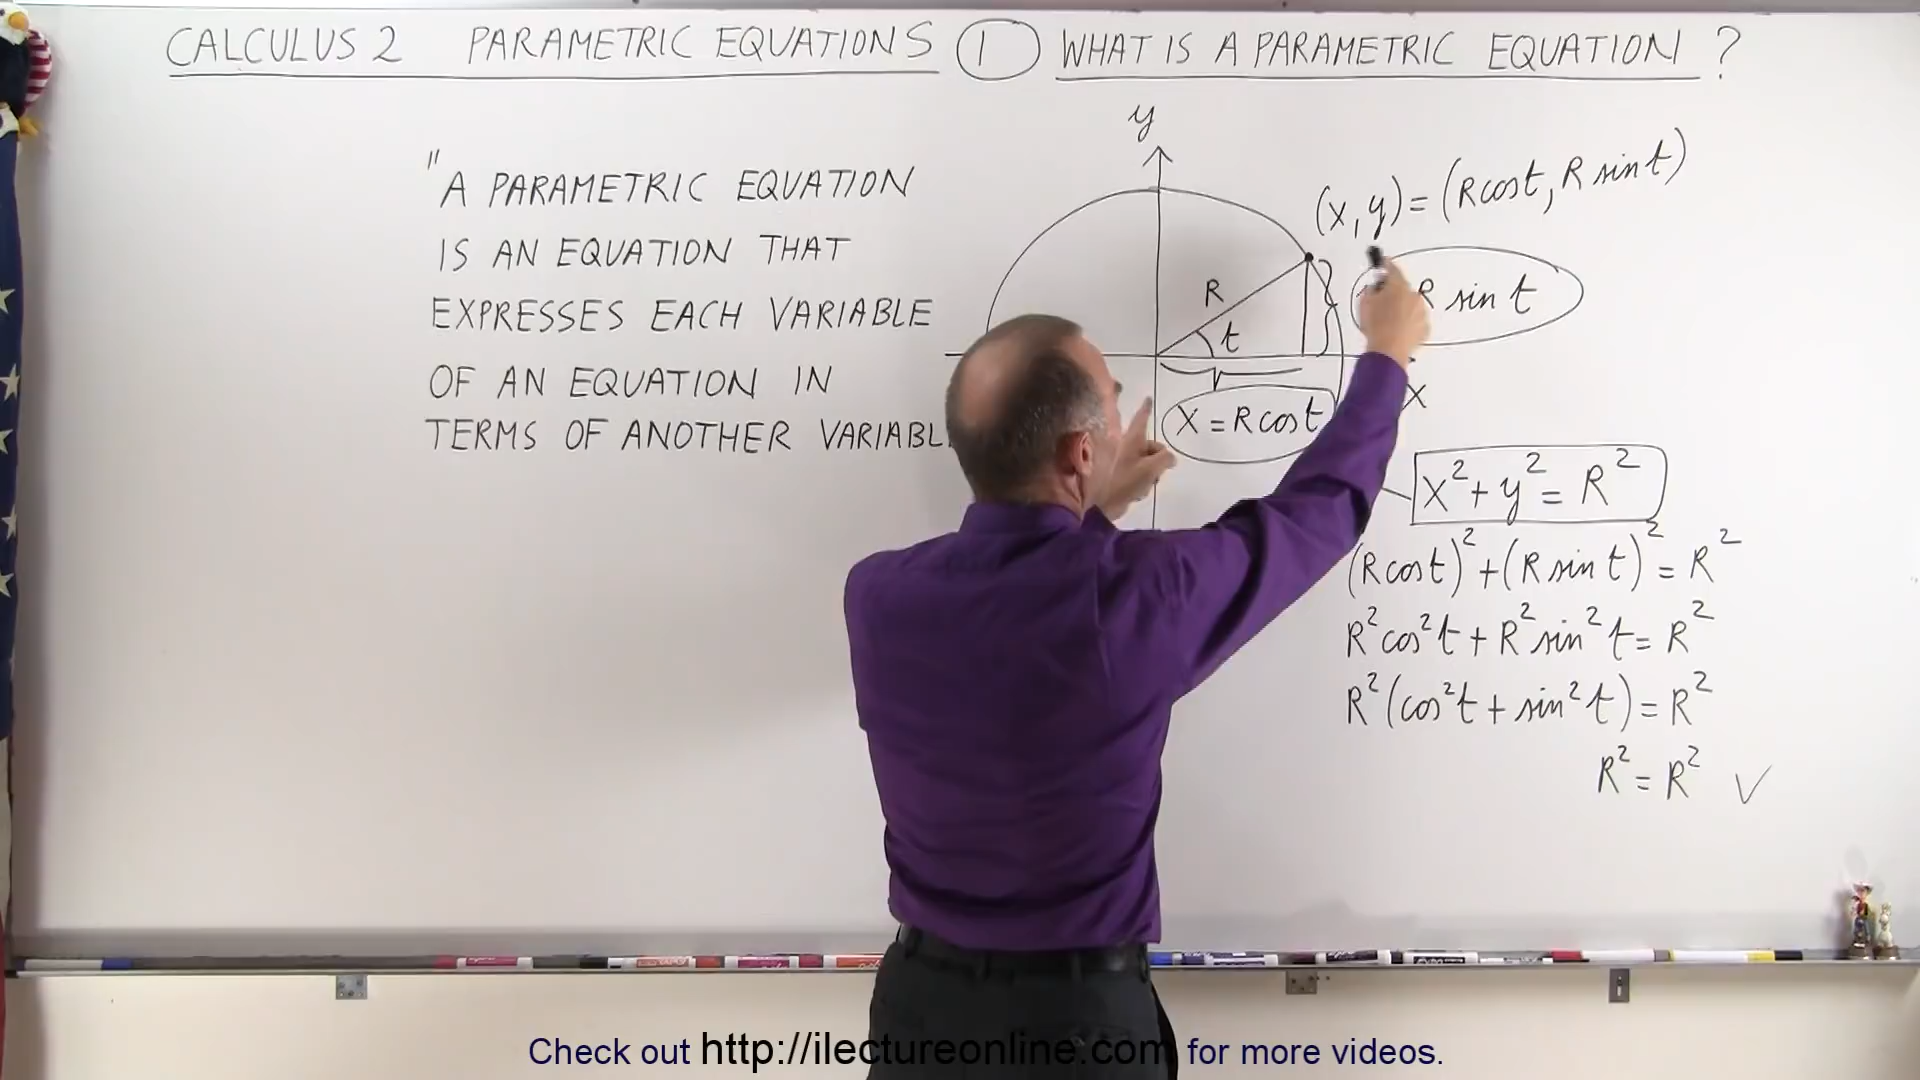 CALCULUS 2 PARAMETRIC EQUATIONS 1 WHAT IS A PARAMETRIC EQUATION ?
"A PARAMETRIC EQUATION
IS AN EQUATION THAT
EXPRESSES EACH VARIABLE
OF AN EQUATION IN
TERMS OF ANOTHER
y
(x, y) = (R cos t, R sin t)
R
t
R sin t
x = R cos t
x
x² + y² = R²
(R cos t)² + (R sin t)² = R²
R² cos² t + R² sin² t = R²
R² (cos² t + sin² t) = R²
R² = R² ✓
Check out http://ilectureonline.com for more videos.